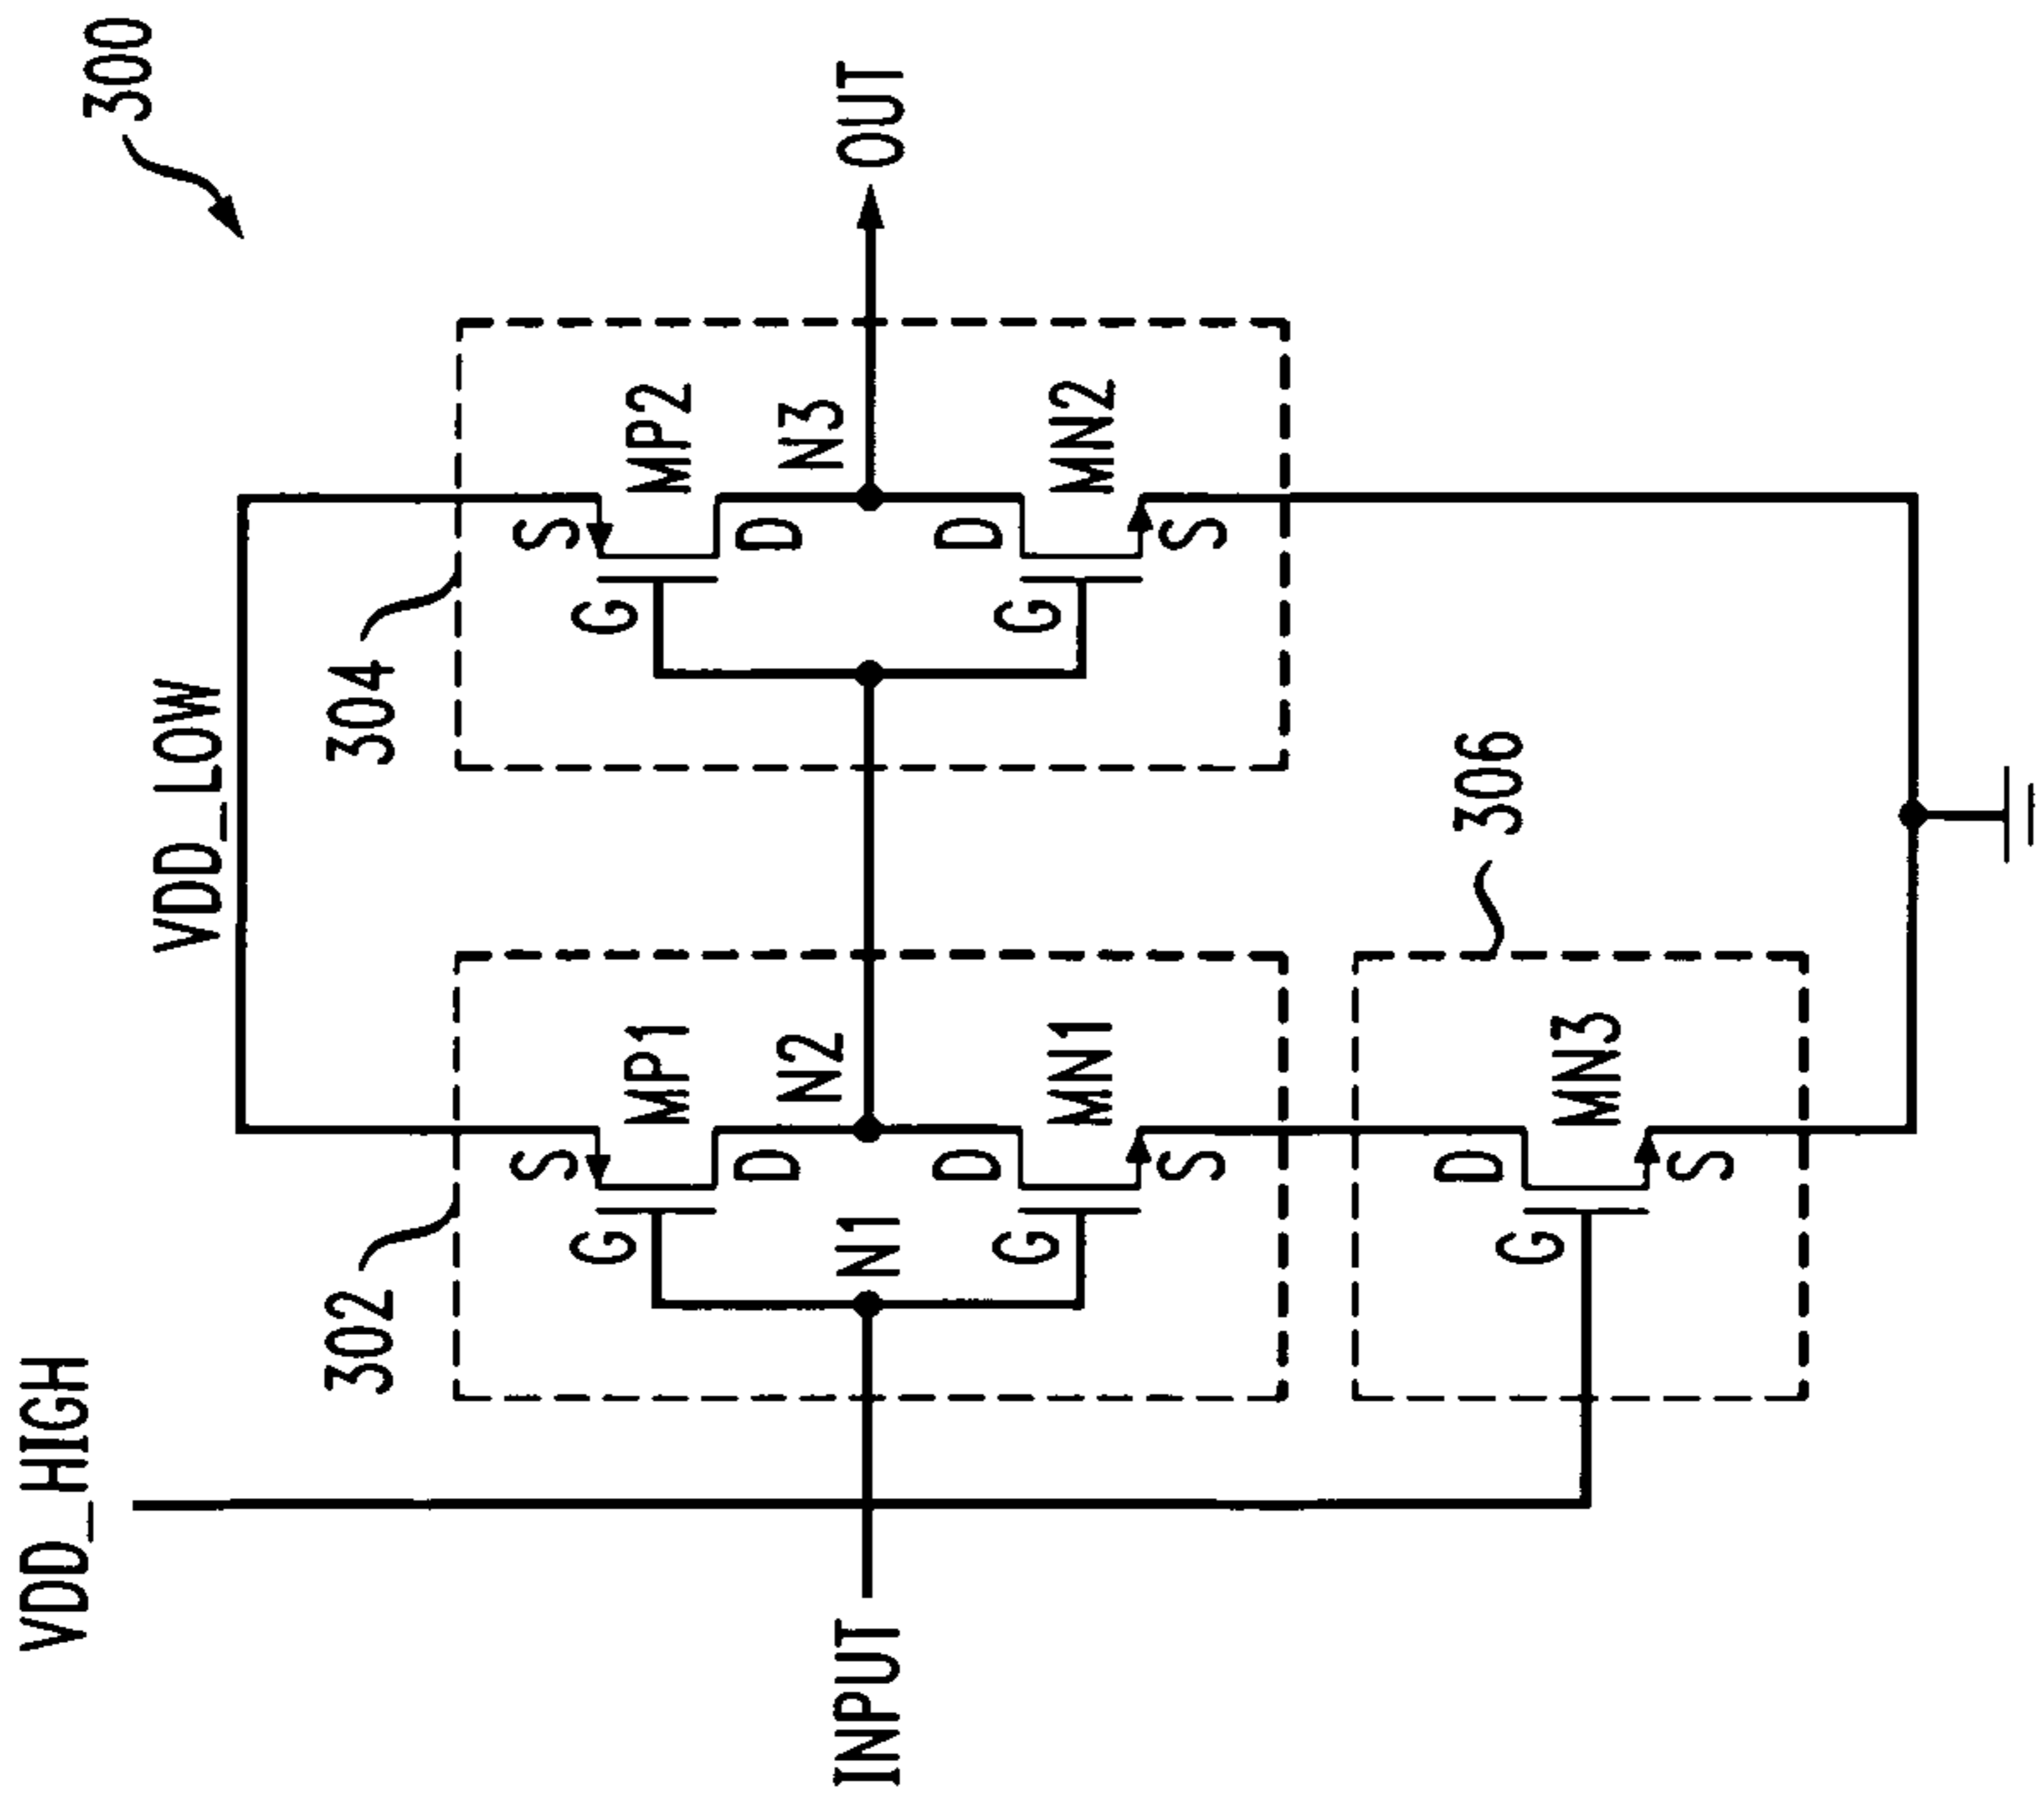 300
VDD_HIGH
VDD_LOW
302
304
S
MP1
G
D
N1
N2
D
MN1
G
S
S
MP2
G
D
N3
D
MN2
G
S
INPUT
OUT
306
D
MN3
G
S